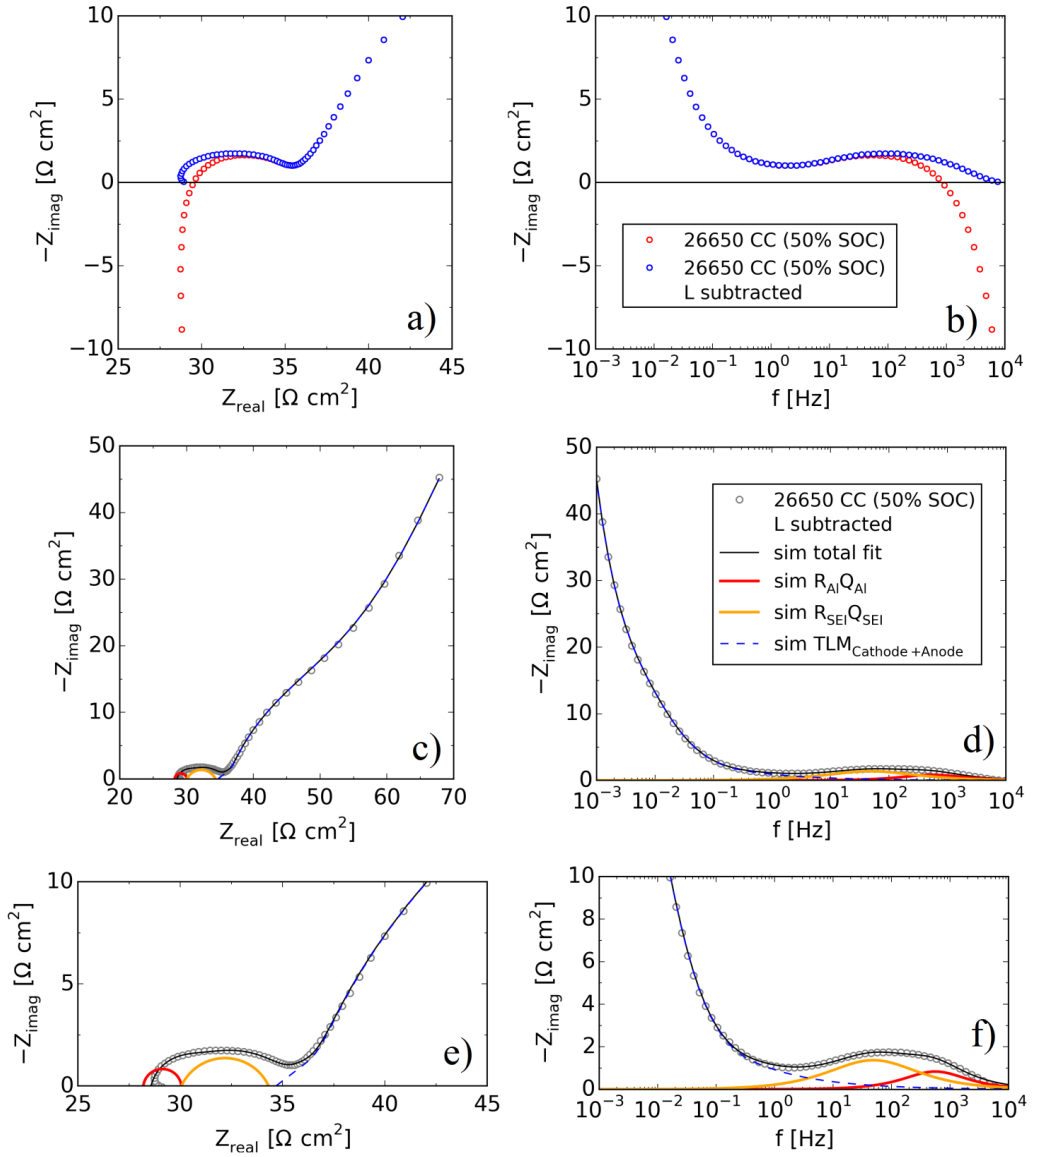 10
5
0
−5
−10
25 30 35 40 45
−Z_imag [Ω cm²]
Z_real [Ω cm²]
a)
10
5
0
−5
−10
10⁻³ 10⁻² 10⁻¹ 10⁰ 10¹ 10² 10³ 10⁴
−Z_imag [Ω cm²]
f [Hz]
26650 CC (50% SOC)
26650 CC (50% SOC)
L subtracted
b)
50
40
30
20
10
0
20 30 40 50 60 70
−Z_imag [Ω cm²]
Z_real [Ω cm²]
c)
50
40
30
20
10
0
10⁻³ 10⁻² 10⁻¹ 10⁰ 10¹ 10² 10³ 10⁴
−Z_imag [Ω cm²]
f [Hz]
26650 CC (50% SOC)
L subtracted
sim total fit
sim R_Al Q_Al
sim R_SEI Q_SEI
sim TLM_Cathode+Anode
d)
10
5
0
25 30 35 40 45
−Z_imag [Ω cm²]
Z_real [Ω cm²]
e)
10
8
6
4
2
0
10⁻³ 10⁻² 10⁻¹ 10⁰ 10¹ 10² 10³ 10⁴
−Z_imag [Ω cm²]
f [Hz]
f)